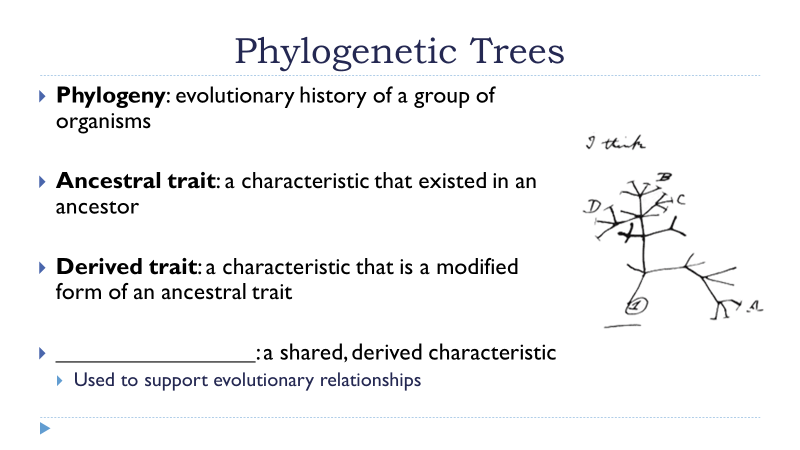 Phylogenetic Trees
Phylogeny: evolutionary history of a group of
organisms
I think
Ancestral trait: a characteristic that existed in an
ancestor
B
C
D
Derived trait: a characteristic that is a modified
form of an ancestral trait
1
A
_________________: a shared, derived characteristic
Used to support evolutionary relationships